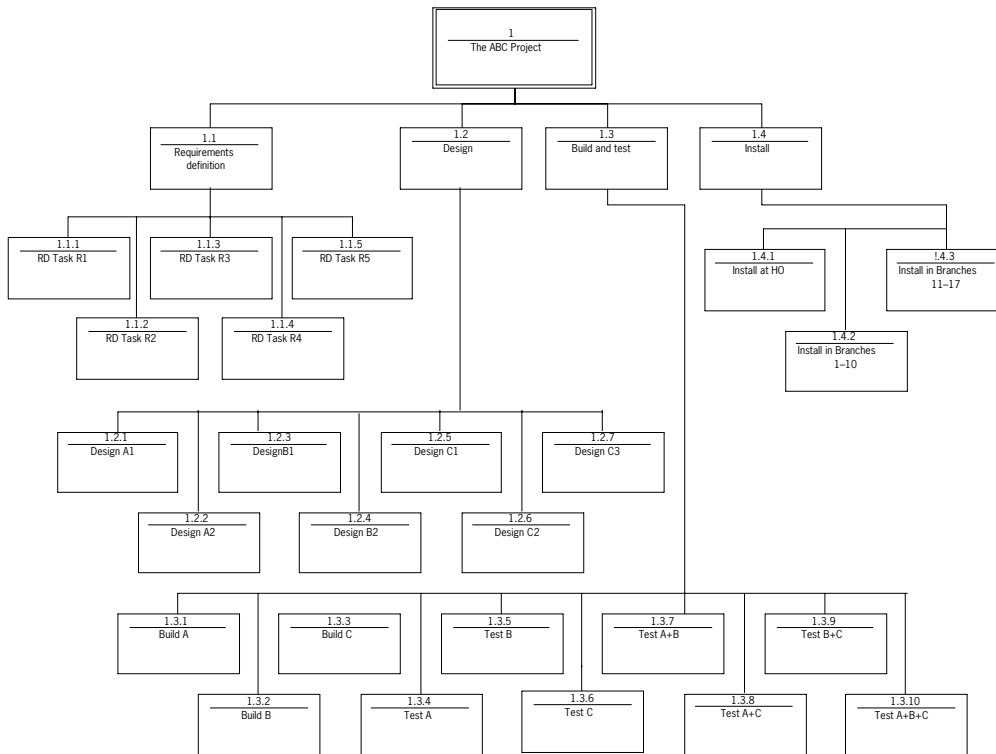 1
The ABC Project
1.1
Requirements
definition
1.2
Design
1.3
Build and test
1.4
Install
1.1.1
RD Task R1
1.1.3
RD Task R3
1.1.5
RD Task R5
1.1.2
RD Task R2
1.1.4
RD Task R4
1.4.1
Install at HO
!.4.3
Install in Branches
11–17
1.4.2
Install in Branches
1–10
1.2.1
Design A1
1.2.3
DesignB1
1.2.5
Design C1
1.2.7
Design C3
1.2.2
Design A2
1.2.4
Design B2
1.2.6
Design C2
1.3.1
Build A
1.3.3
Build C
1.3.5
Test B
1.3.7
Test A+B
1.3.9
Test B+C
1.3.2
Build B
1.3.4
Test A
1.3.6
Test C
1.3.8
Test A+C
1.3.10
Test A+B+C